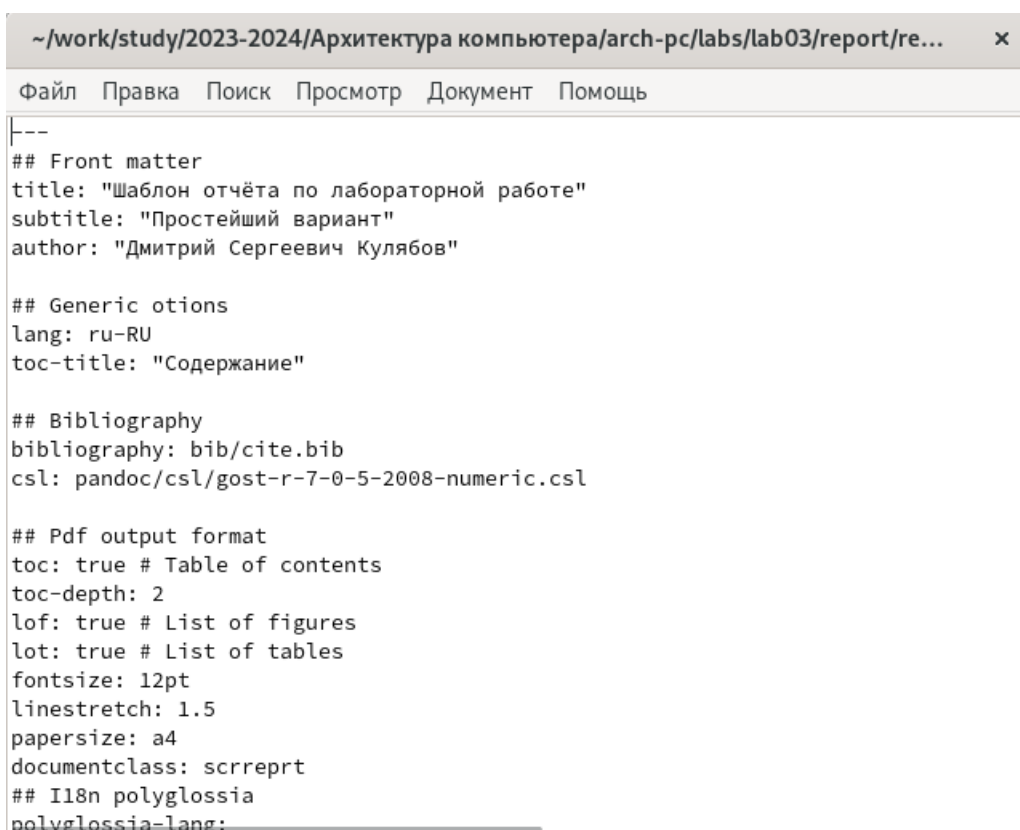 ~/work/study/2023-2024/Архитектура компьютера/arch-pc/labs/lab03/report/re... ×
Файл Правка Поиск Просмотр Документ Помощь
---
## Front matter
title: "Шаблон отчёта по лабораторной работе"
subtitle: "Простейший вариант"
author: "Дмитрий Сергеевич Кулябов"
## Generic otions
lang: ru-RU
toc-title: "Содержание"
## Bibliography
bibliography: bib/cite.bib
csl: pandoc/csl/gost-r-7-0-5-2008-numeric.csl
## Pdf output format
toc: true # Table of contents
toc-depth: 2
lof: true # List of figures
lot: true # List of tables
fontsize: 12pt
linestretch: 1.5
papersize: a4
documentclass: scrreprt
## I18n polyglossia
polyglossia-lang: